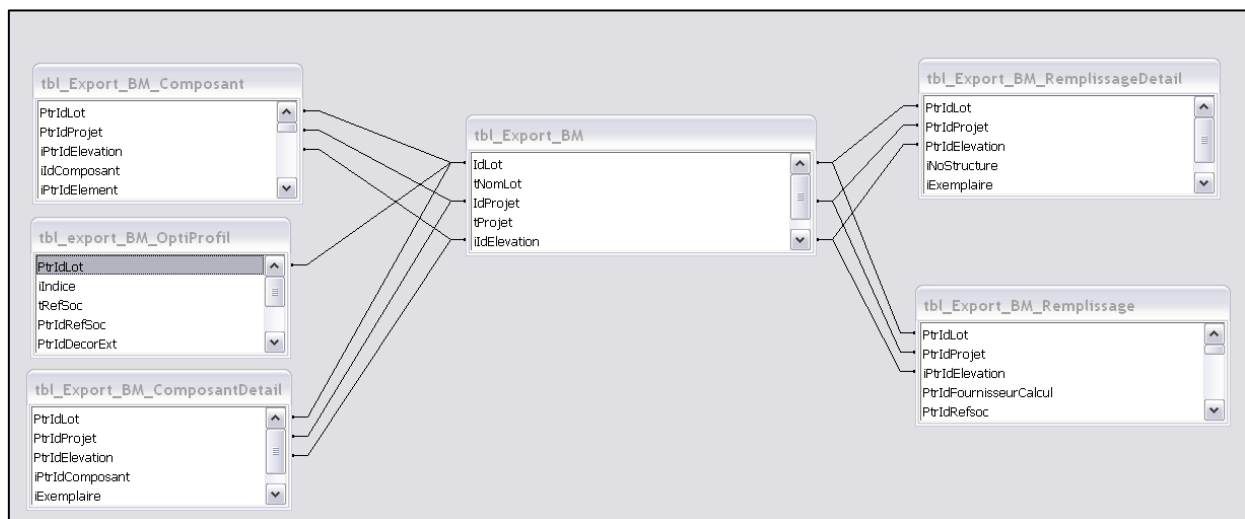 tbl_Export_BM_Composant
PtrIdLot
PtrIdProjet
iPtrIdElevation
iIdComposant
iPtrIdElement
tbl_export_BM_OptiProfil
PtrIdLot
iIndice
tRefSoc
PtrIdRefSoc
PtrIdDecorExt
tbl_Export_BM_ComposantDetail
PtrIdLot
PtrIdProjet
PtrIdElevation
iPtrIdComposant
iExemplaire
tbl_Export_BM
IdLot
tNomLot
IdProjet
tProjet
iIdElevation
tbl_Export_BM_RemplissageDetail
PtrIdLot
PtrIdProjet
PtrIdElevation
iNoStructure
iExemplaire
tbl_Export_BM_Remplissage
PtrIdLot
PtrIdProjet
iPtrIdElevation
PtrIdFournisseurCalcul
PtrIdRefsoc